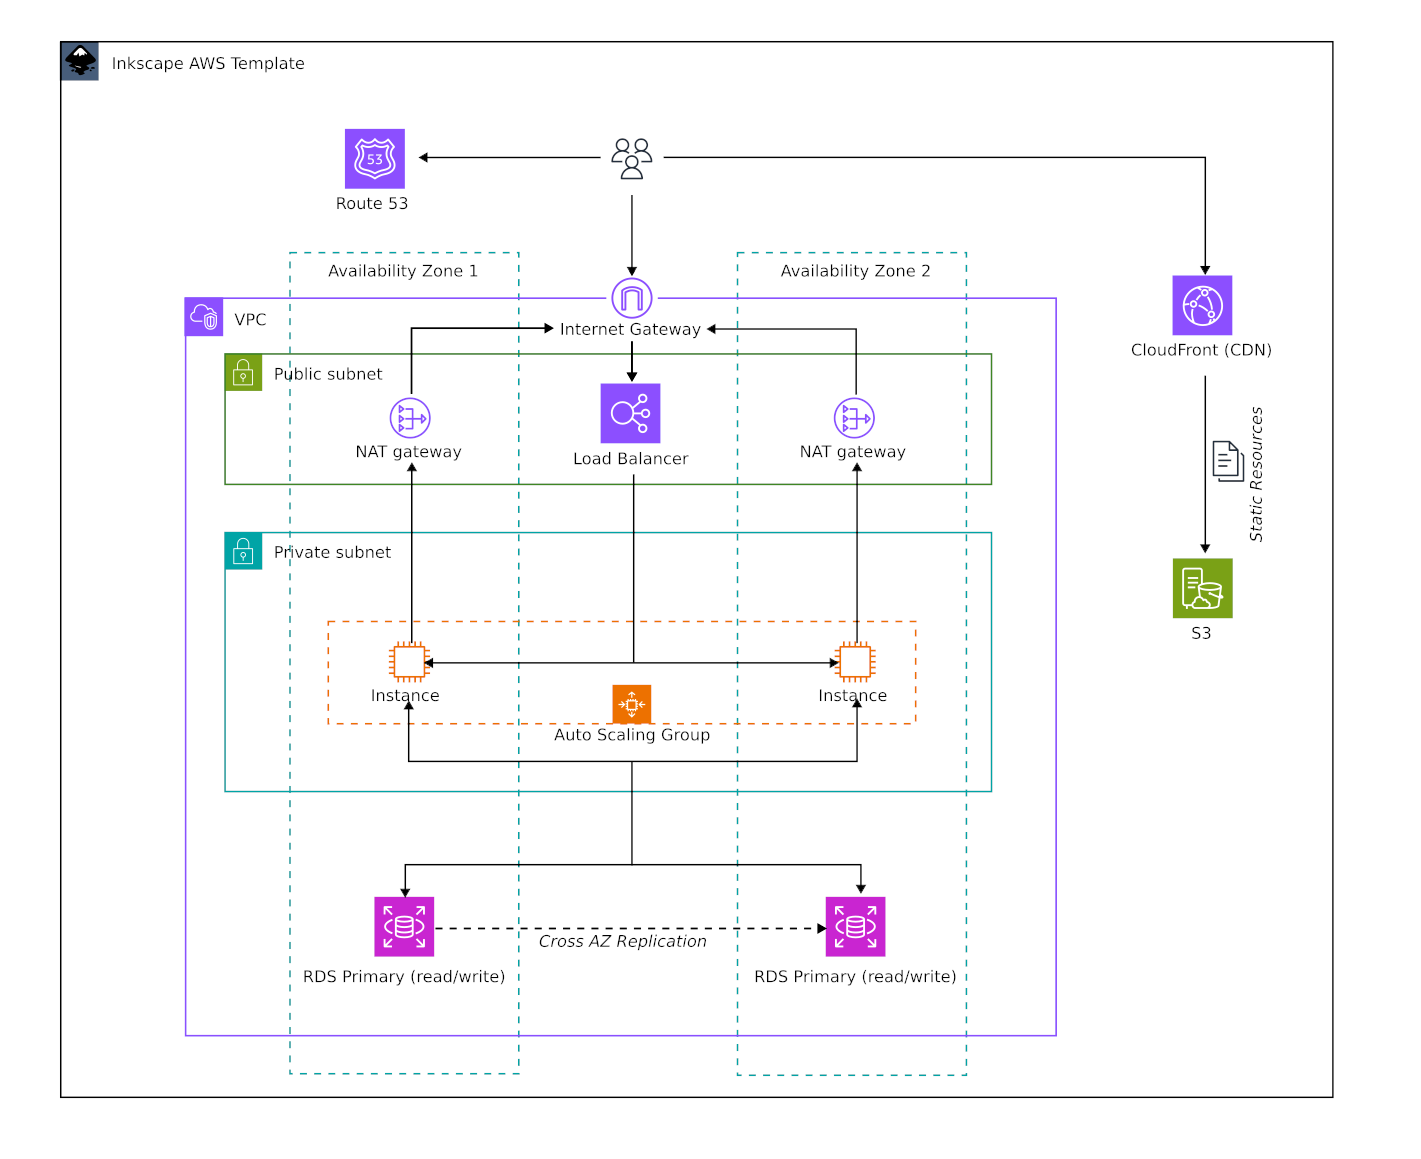 Inkscape AWS Template
53
Route 53
Availability Zone 1
Availability Zone 2
VPC
Internet Gateway
CloudFront (CDN)
Public subnet
NAT gateway
Load Balancer
NAT gateway
Static Resources
Private subnet
S3
Instance
Instance
Auto Scaling Group
Cross AZ Replication
RDS Primary (read/write)
RDS Primary (read/write)